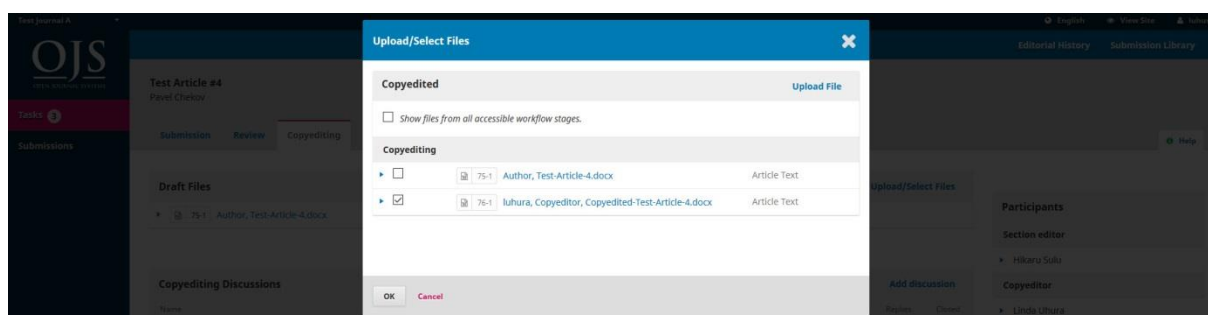 Test Journal A
English View Site
OJS
OPEN JOURNAL SYSTEMS
Tasks 3
Submissions
Editorial History Submission Library
Test Article #4
Pavel Chekov
Submission Review Copyediting
Help
Draft Files
Upload/Select Files
75-1 Author, Test-Article-4.docx
Copyediting Discussions
Add discussion
Name
Replies Closed
Participants
Section editor
Hikaru Sulu
Copyeditor
Linda Uhura
Upload/Select Files
Copyedited
Upload File
Show files from all accessible workflow stages.
Copyediting
75-1 Author, Test-Article-4.docx Article Text
76-1 luhura, Copyeditor, Copyedited-Test-Article-4.docx Article Text
OK Cancel